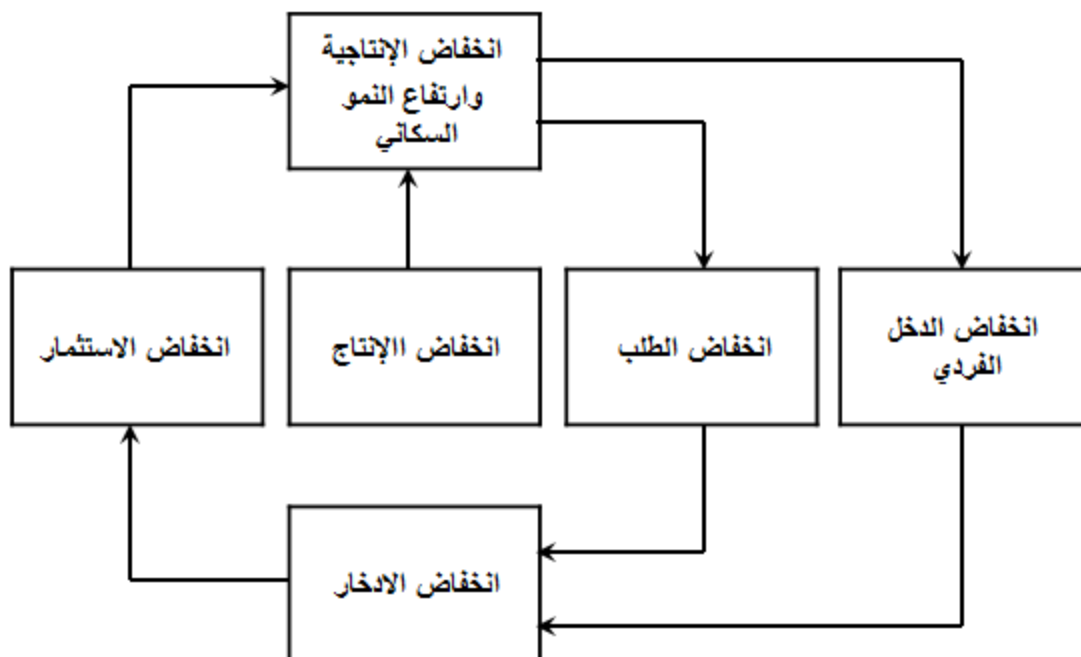 انخفاض الإنتاجية
وارتفاع النمو
السكاني
انخفاض الدخل
الفردي
انخفاض الطلب
انخفاض االإنتاج
انخفاض الاستثمار
انخفاض الادخار